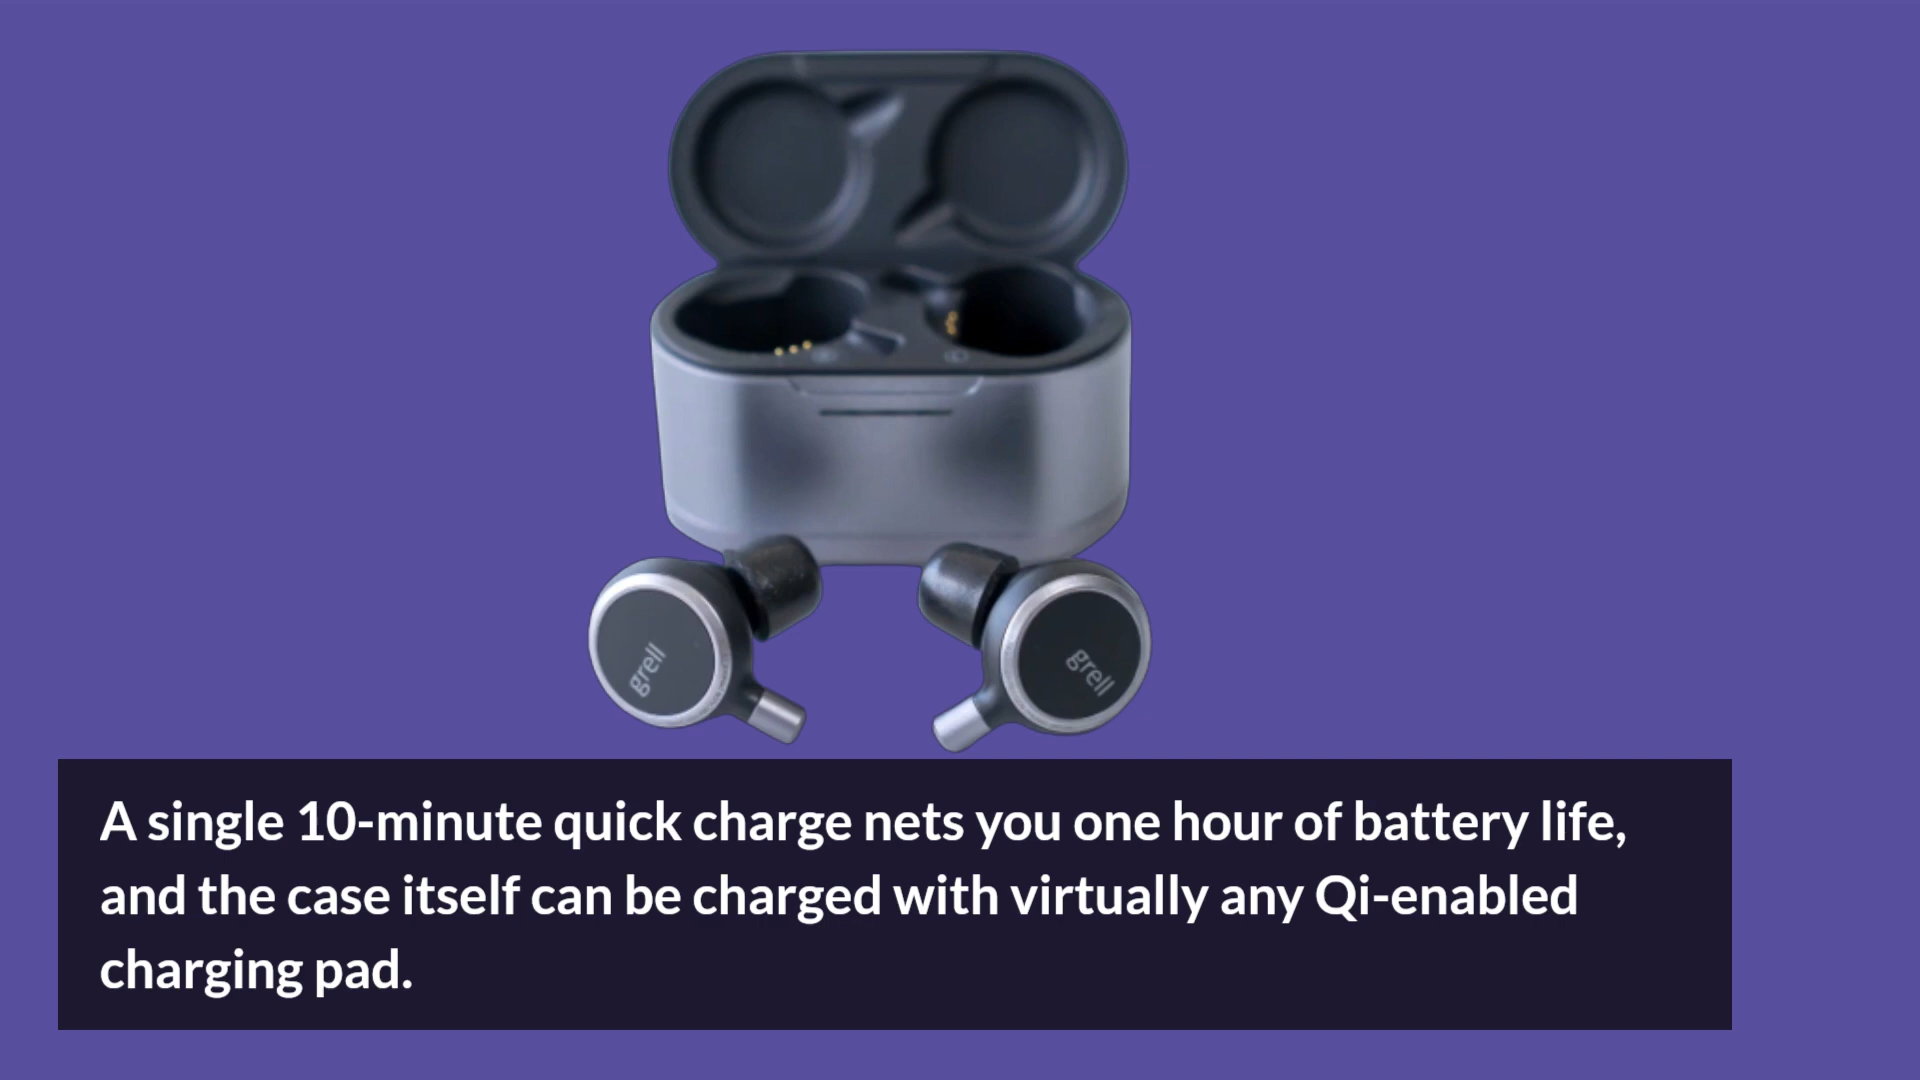 grell
grell
A single 10-minute quick charge nets you one hour of battery life,
and the case itself can be charged with virtually any Qi-enabled
charging pad.